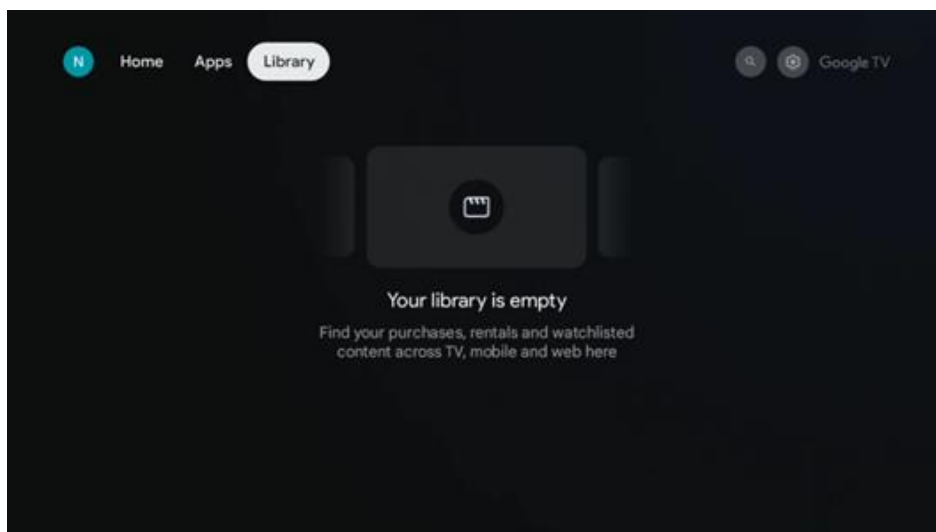 N Home Apps Library Google TV
Your library is empty
Find your purchases, rentals and watchlisted
content across TV, mobile and web here